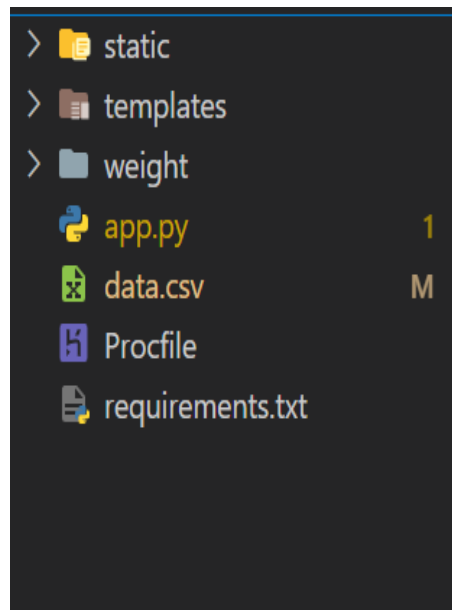 static
templates
weight
app.py 1
data.csv M
Procfile
requirements.txt